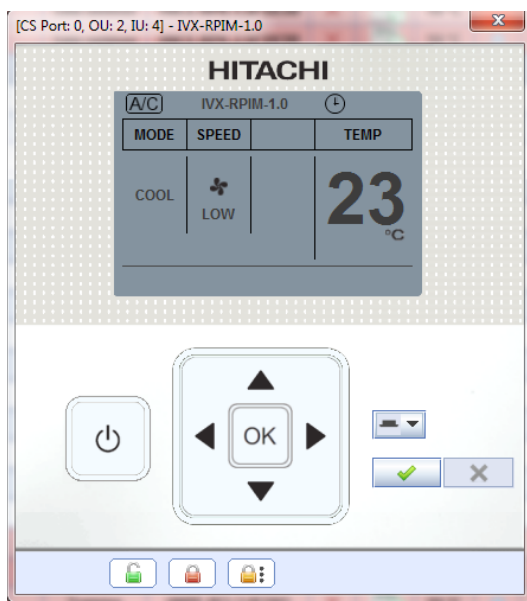 [CS Port: 0, OU: 2, IU: 4] - IVX-RPIM-1.0
HITACHI
A/C IVX-RPIM-1.0
MODE SPEED TEMP
COOL LOW 23 °C
OK